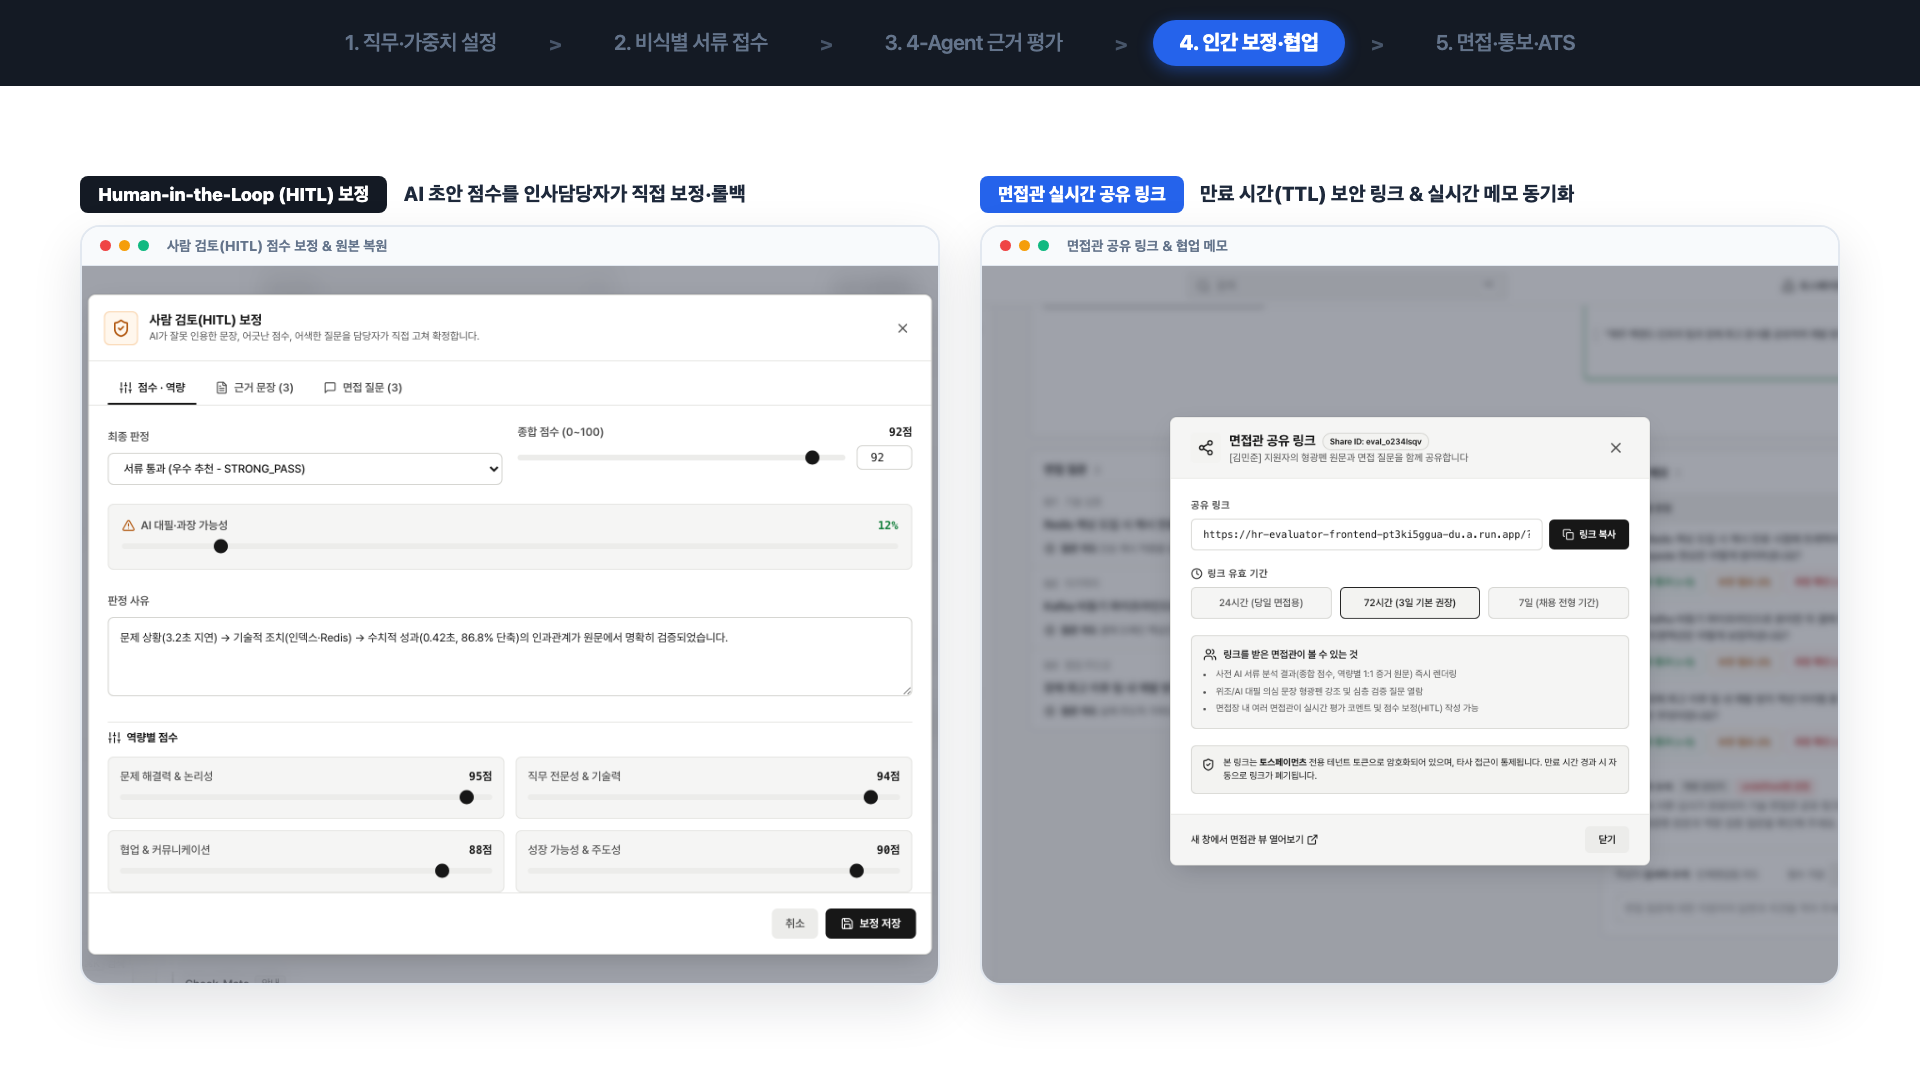 1. 직무·가중치 설정 > 2. 비식별 서류 접수 > 3. 4-Agent 근거 평가 > 4. 인간 보정·협업 > 5. 면접·통보·ATS
Human-in-the-Loop (HITL) 보정 AI 초안 점수를 인사담당자가 직접 보정·롤백
사람 검토(HITL) 점수 보정 & 원본 복원
사람 검토(HITL) 보정
AI가 잘못 인용한 문장, 어긋난 점수, 어색한 질문을 담당자가 직접 고쳐 확정합니다.
점수 · 역량 근거 문장 (3) 면접 질문 (3)
최종 판정
서류 통과 (우수 추천 - STRONG_PASS)
종합 점수 (0~100) 92점
92
AI 대필·과장 가능성 12%
판정 사유
문제 상황(3.2초 지연) → 기술적 조치(인덱스·Redis) → 수치적 성과(0.42초, 86.8% 단축)의 인과관계가 원문에서 명확히 검증되었습니다.
역량별 점수
문제 해결력 & 논리성 95점
직무 전문성 & 기술력 94점
협업 & 커뮤니케이션 88점
성장 가능성 & 주도성 90점
취소 보정 저장
면접관 실시간 공유 링크 만료 시간(TTL) 보안 링크 & 실시간 메모 동기화
면접관 공유 링크 & 협업 메모
면접관 공유 링크 Share ID: eval_o234lsqv
[김민준] 지원자의 형광펜 원문과 면접 질문을 함께 공유합니다
공유 링크
https://hr-evaluator-frontend-pt3ki5ggua-du.a.run.app/? 링크 복사
링크 유효 기간
24시간 (당일 면접용) 72시간 (3일 기본 권장) 7일 (채용 전형 기간)
링크를 받은 면접관이 볼 수 있는 것
• 사전 AI 서류 분석 결과(종합 점수, 역량별 1:1 증거 원문) 즉시 렌더링
• 위조/AI 대필 의심 문장 형광펜 강조 및 심층 검증 질문 열람
• 면접장 내 여러 면접관이 실시간 평가 코멘트 및 점수 보정(HITL) 작성 가능
본 링크는 토스페이먼츠 전용 테넌트 토큰으로 암호화되어 있으며, 타사 접근이 통제됩니다. 만료 시간 경과 시 자
동으로 링크가 폐기됩니다.
새 창에서 면접관 뷰 열어보기 닫기